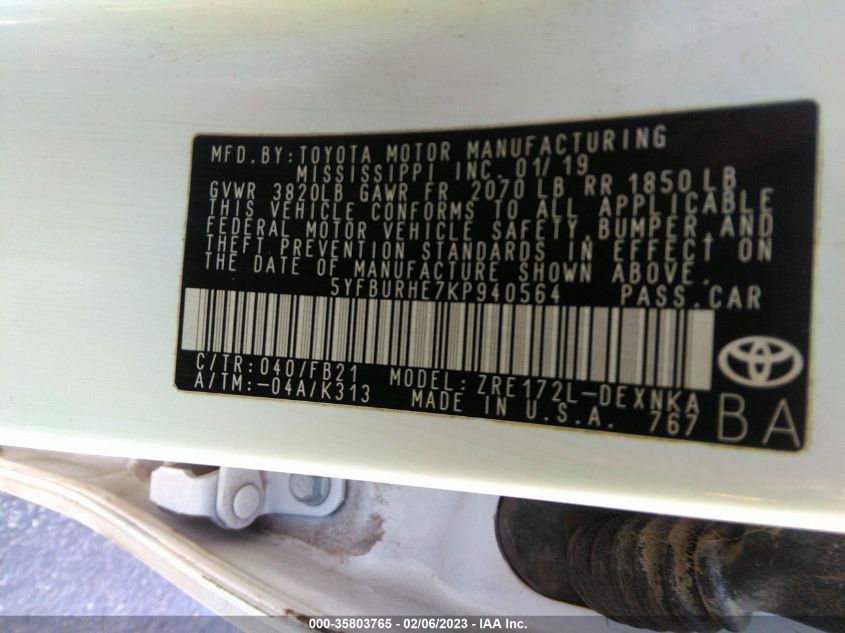 MFD. BY: TOYOTA MOTOR MANUFACTURING
MISSISSIPPI INC. 01/19
GVWR 3820LB GAWR FR 2070 LB RR 1850 LB
THIS VEHICLE CONFORMS TO ALL APPLICABLE
FEDERAL MOTOR VEHICLE SAFETY, BUMPER, AND
THEFT PREVENTION STANDARDS IN EFFECT ON
THE DATE OF MANUFACTURE SHOWN ABOVE.
5YFBURHE7KP940564 PASS. CAR
C/TR: 040/FB21 MODEL: ZRE172L-DEXNKA
A/TM: -04A/K313 MADE IN U.S.A. 767
BA
000-35803765 - 02/06/2023 - IAA Inc.